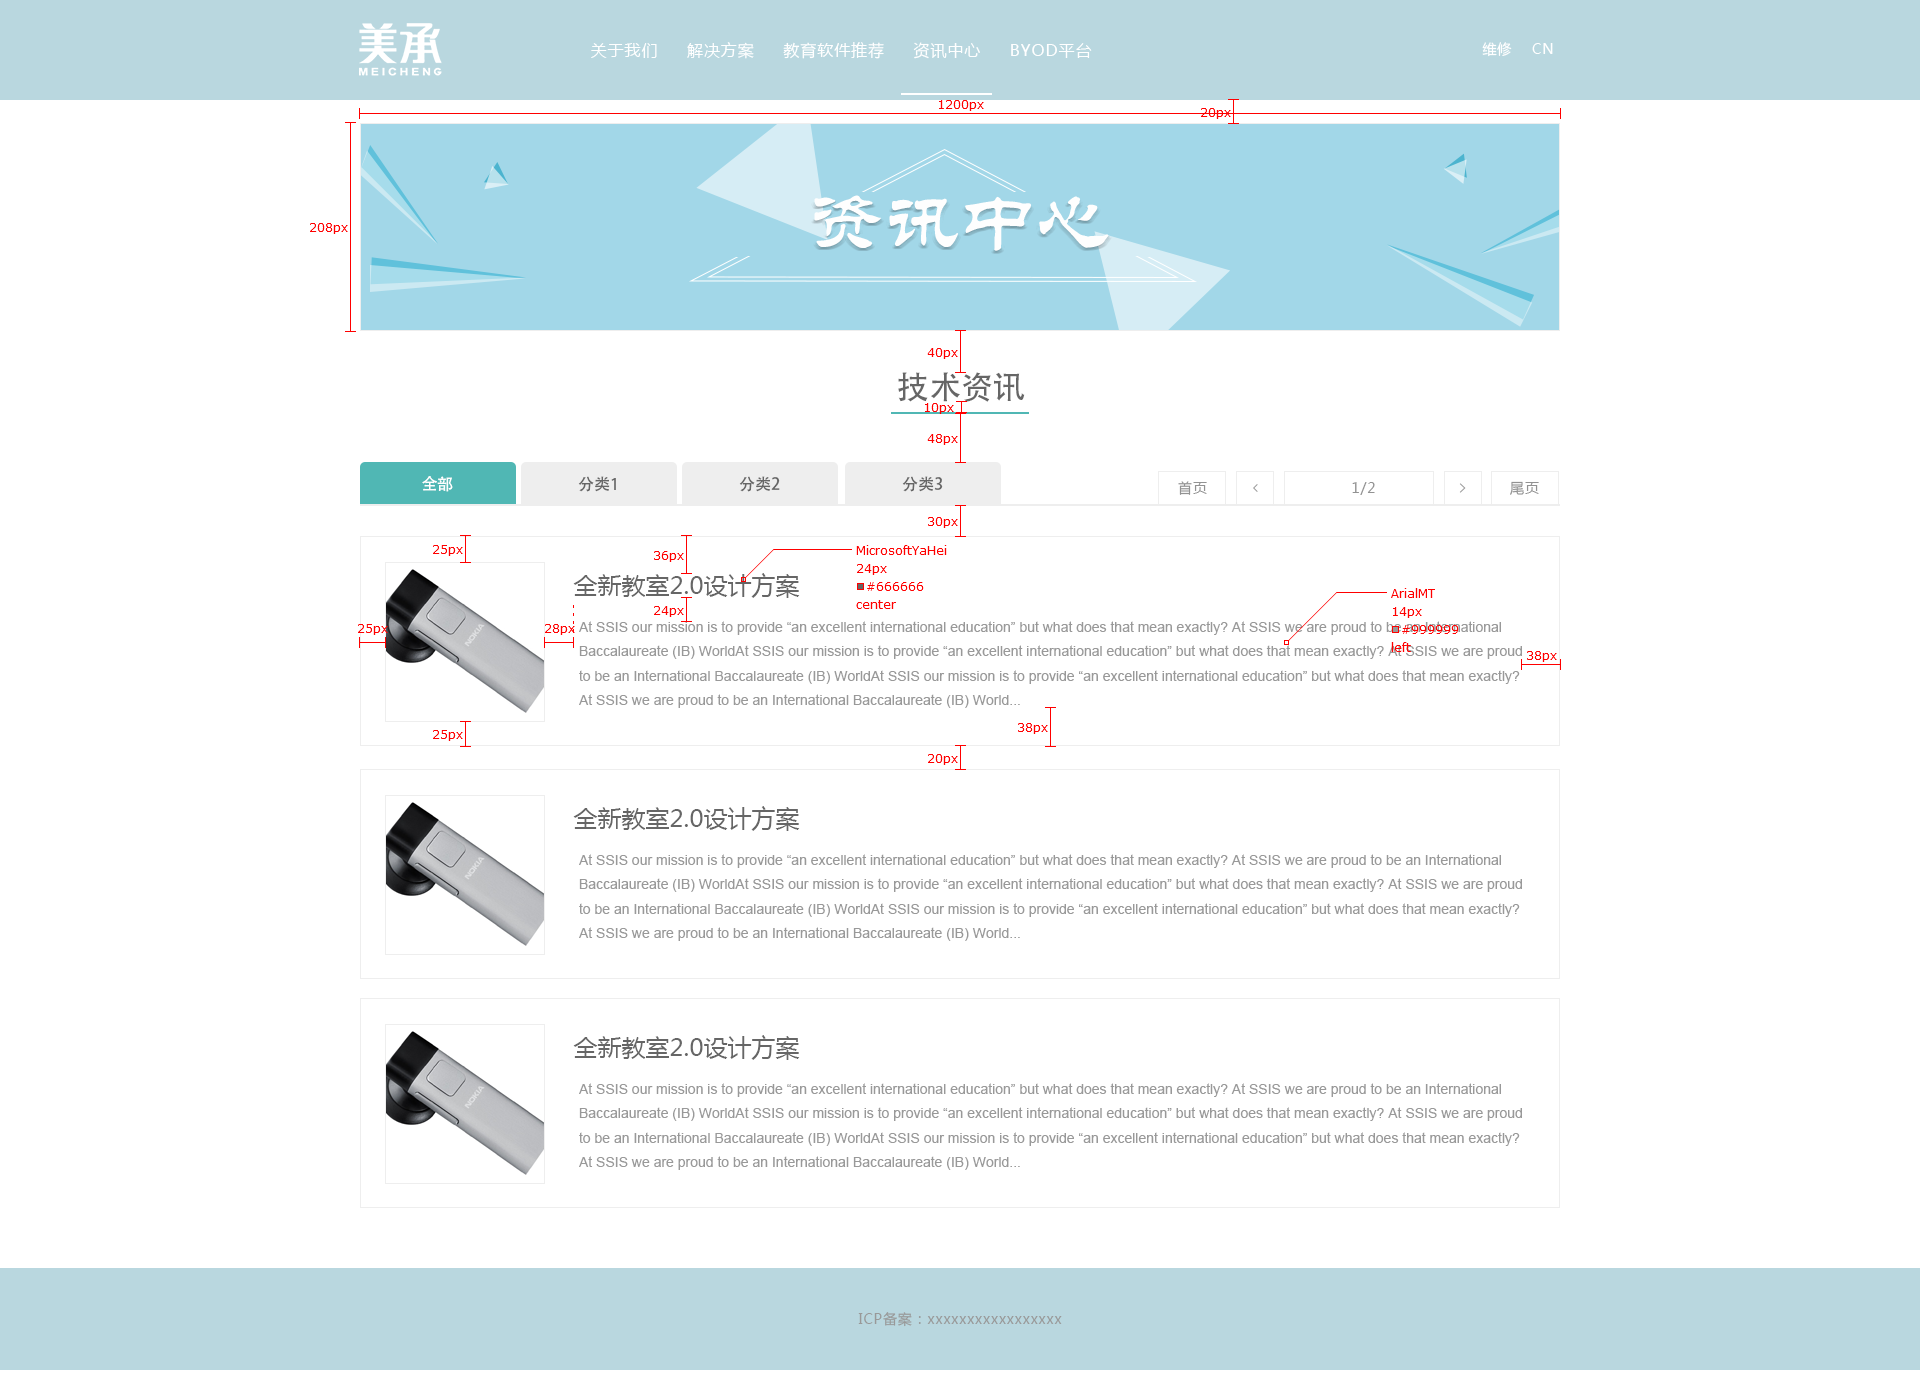 美承
MEICHENG
关于我们 解决方案 教育软件推荐 资讯中心 BYOD平台
维修 CN
1200px
20px
208px
资讯中心
40px
技术资讯
10px
48px
全部 分类1 分类2 分类3
首页 < 1/2 > 尾页
30px
25px
36px
MicrosoftYaHei
24px
#666666
center
全新教室2.0设计方案
24px
ArialMT
14px
#999999
left
25px
28px
38px
NOKIA
At SSIS our mission is to provide “an excellent international education” but what does that mean exactly? At SSIS we are proud to be an International
Baccalaureate (IB) WorldAt SSIS our mission is to provide “an excellent international education” but what does that mean exactly? At SSIS we are proud
to be an International Baccalaureate (IB) WorldAt SSIS our mission is to provide “an excellent international education” but what does that mean exactly?
At SSIS we are proud to be an International Baccalaureate (IB) World...
25px
38px
20px
全新教室2.0设计方案
NOKIA
At SSIS our mission is to provide “an excellent international education” but what does that mean exactly? At SSIS we are proud to be an International
Baccalaureate (IB) WorldAt SSIS our mission is to provide “an excellent international education” but what does that mean exactly? At SSIS we are proud
to be an International Baccalaureate (IB) WorldAt SSIS our mission is to provide “an excellent international education” but what does that mean exactly?
At SSIS we are proud to be an International Baccalaureate (IB) World...
全新教室2.0设计方案
NOKIA
At SSIS our mission is to provide “an excellent international education” but what does that mean exactly? At SSIS we are proud to be an International
Baccalaureate (IB) WorldAt SSIS our mission is to provide “an excellent international education” but what does that mean exactly? At SSIS we are proud
to be an International Baccalaureate (IB) WorldAt SSIS our mission is to provide “an excellent international education” but what does that mean exactly?
At SSIS we are proud to be an International Baccalaureate (IB) World...
ICP备案：xxxxxxxxxxxxxxxxx